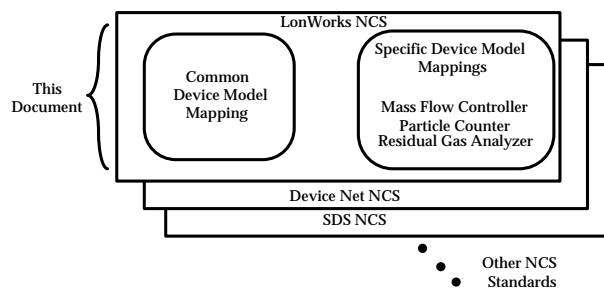 LonWorks NCS
This
Document
Common
Device Model
Mapping
Specific Device Model
Mappings
Mass Flow Controller
Particle Counter
Residual Gas Analyzer
Device Net NCS
SDS NCS
Other NCS
Standards